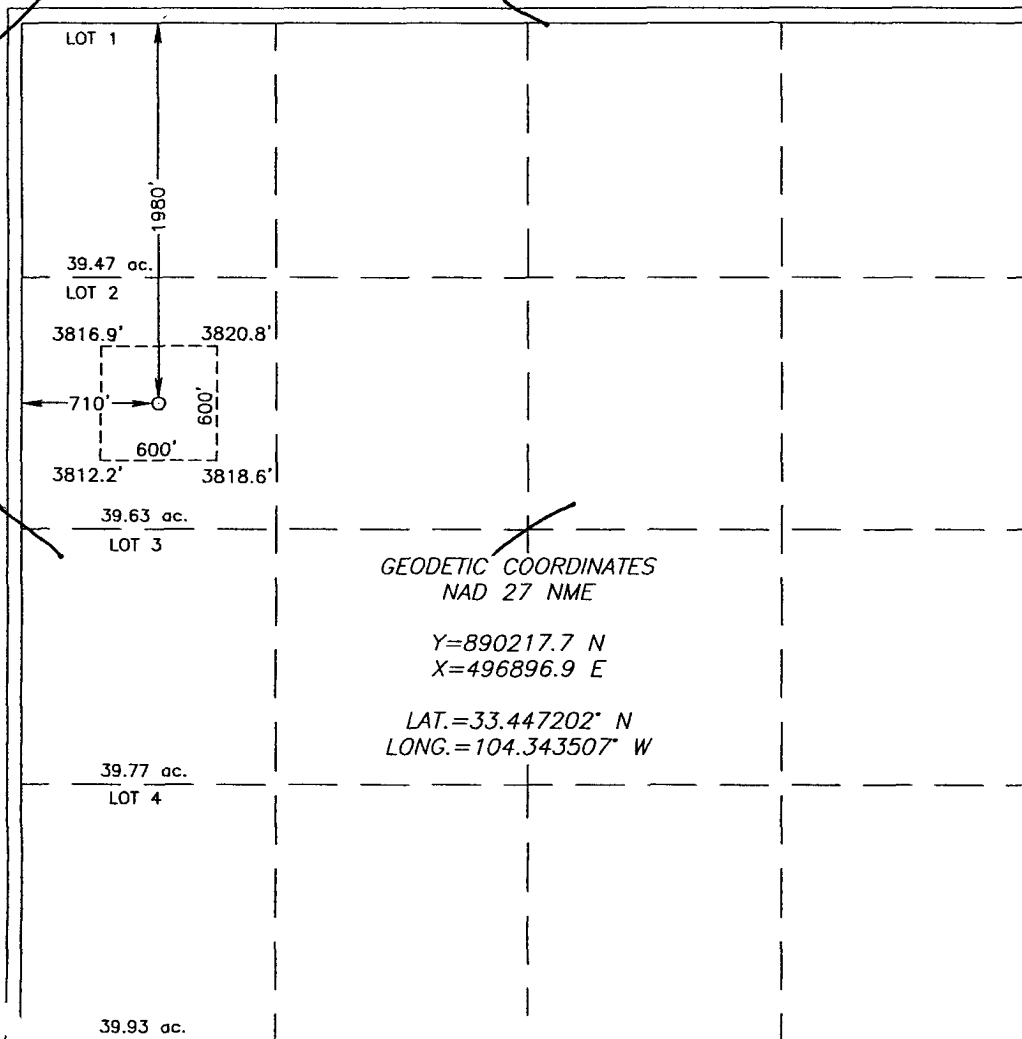 LOT 1
1980'
39.47 ac.
LOT 2
3816.9' 3820.8'
710'
600'
600'
3812.2' 3818.6'
39.63 ac.
LOT 3
GEODETIC COORDINATES
NAD 27 NME
Y=890217.7 N
X=496896.9 E
LAT.=33.447202° N
LONG.=104.343507° W
39.77 ac.
LOT 4
39.93 ac.